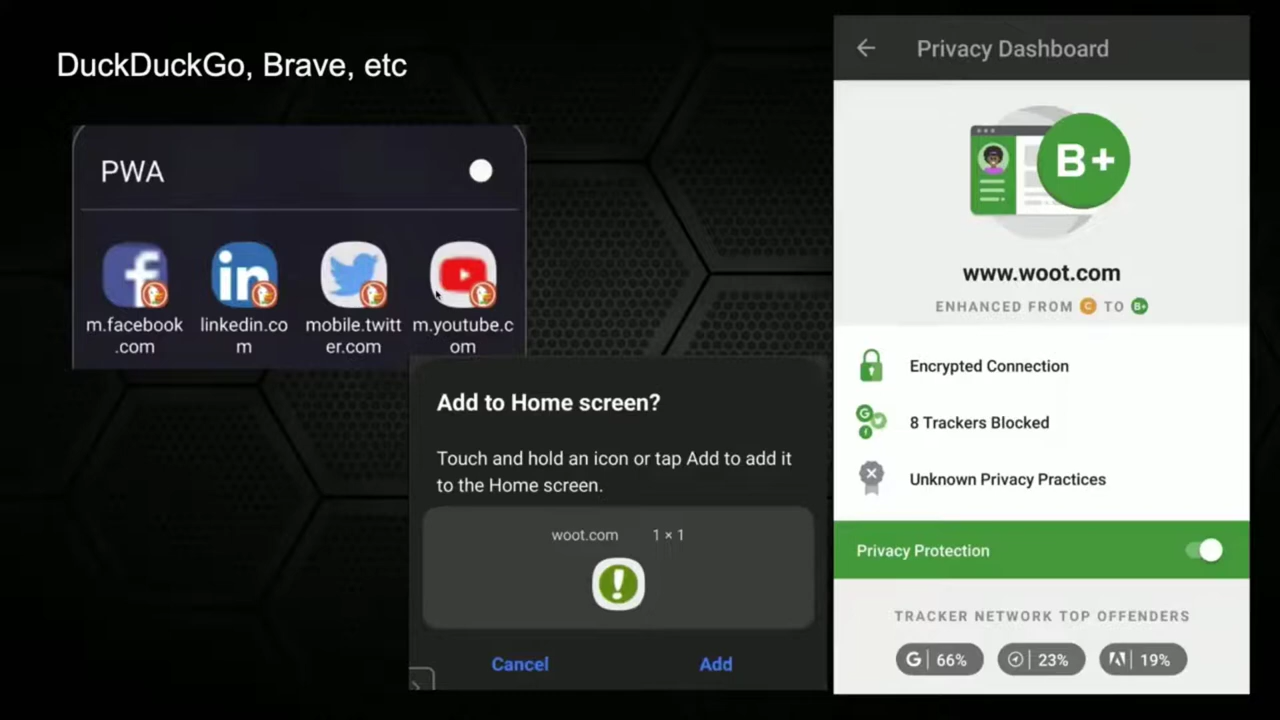 DuckDuckGo, Brave, etc
PWA
m.facebook
.com
linkedin.co
m
mobile.twitt
er.com
m.youtube.c
om
Add to Home screen?
Touch and hold an icon or tap Add to add it
to the Home screen.
woot.com 1 × 1
Cancel Add
Privacy Dashboard
B+
www.woot.com
ENHANCED FROM C TO B+
Encrypted Connection
8 Trackers Blocked
Unknown Privacy Practices
Privacy Protection
TRACKER NETWORK TOP OFFENDERS
G 66% 23% 19%